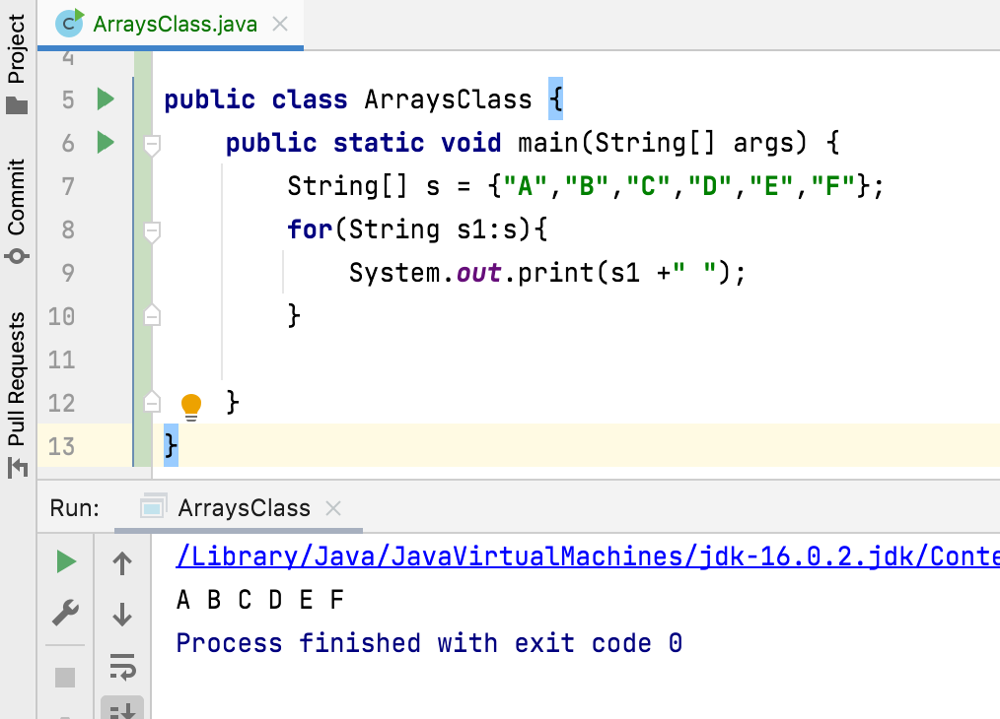 ArraysClass.java
Project
Commit
Pull Requests
4
5 public class ArraysClass {
6 public static void main(String[] args) {
7 String[] s = {"A","B","C","D","E","F"};
8 for(String s1:s){
9 System.out.print(s1 +" ");
10 }
11
12 }
13 }
Run: ArraysClass
/Library/Java/JavaVirtualMachines/jdk-16.0.2.jdk/Conte
A B C D E F
Process finished with exit code 0